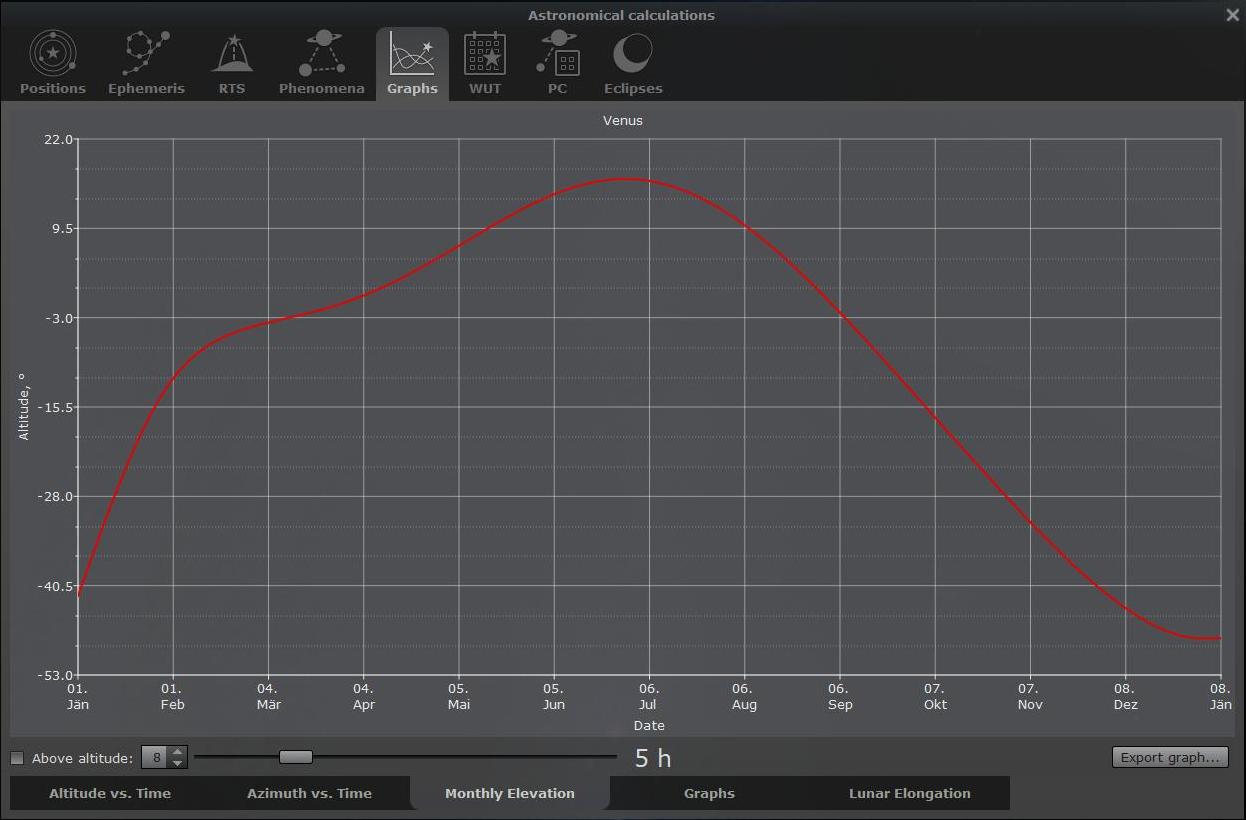 Astronomical calculations
Positions Ephemeris RTS Phenomena Graphs WUT PC Eclipses
Venus
22.0
9.5
-3.0
-15.5
-28.0
-40.5
-53.0
Altitude, °
01. 01. 04. 04. 05. 05. 06. 06. 06. 07. 07. 08. 08.
Jän Feb Mär Apr Mai Jun Jul Aug Sep Okt Nov Dez Jän
Date
Above altitude: 8 5 h Export graph...
Altitude vs. Time Azimuth vs. Time Monthly Elevation Graphs Lunar Elongation